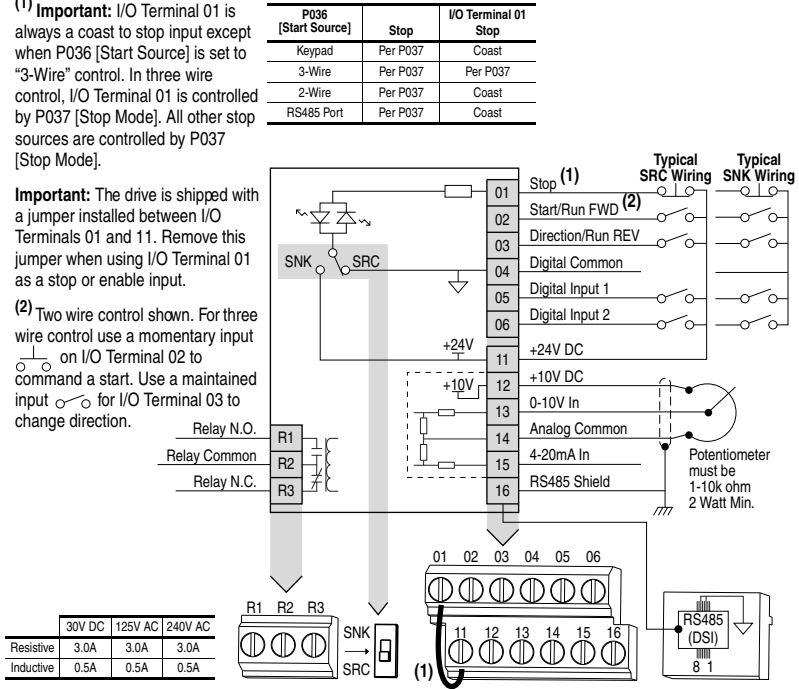 (1) Important: I/O Terminal 01 is
always a coast to stop input except
when P036 [Start Source] is set to
“3-Wire” control. In three wire
control, I/O Terminal 01 is controlled
by P037 [Stop Mode]. All other stop
sources are controlled by P037
[Stop Mode].
Important: The drive is shipped with
a jumper installed between I/O
Terminals 01 and 11. Remove this
jumper when using I/O Terminal 01
as a stop or enable input.
(2) Two wire control shown. For three
wire control use a momentary input
on I/O Terminal 02 to
command a start. Use a maintained
input for I/O Terminal 03 to
change direction.
P036 [Start Source] Stop I/O Terminal 01 Stop
Keypad Per P037 Coast
3-Wire Per P037 Per P037
2-Wire Per P037 Coast
RS485 Port Per P037 Coast
Typical SRC Wiring
Typical SNK Wiring
01 Stop (1)
02 Start/Run FWD (2)
03 Direction/Run REV
04 Digital Common
05 Digital Input 1
06 Digital Input 2
11 +24V DC
12 +10V DC
13 0-10V In
14 Analog Common
15 4-20mA In
16 RS485 Shield
SNK SRC
+24V
+10V
Potentiometer
must be
1-10k ohm
2 Watt Min.
Relay N.O. R1
Relay Common R2
Relay N.C. R3
30V DC 125V AC 240V AC
Resistive 3.0A 3.0A 3.0A
Inductive 0.5A 0.5A 0.5A
R1 R2 R3
SNK
SRC
01 02 03 04 05 06
11 12 13 14 15 16
(1)
RS485
(DSI)
8 1